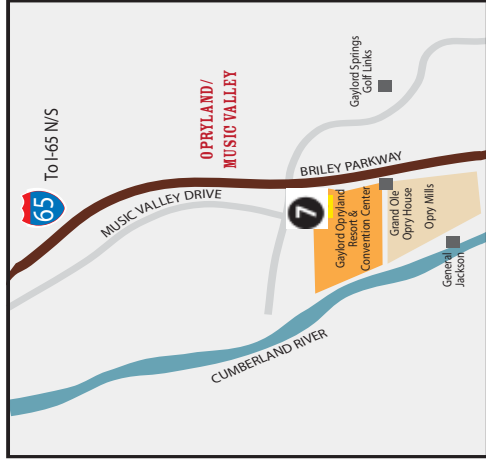 65
To I-65 N/S
OPRYLAND/
MUSIC VALLEY
Gaylord Springs
Golf Links
BRILEY PARKWAY
MUSIC VALLEY DRIVE
7
Gaylord Opryland
Resort &
Convention Center
Grand Ole
Opry House
Opry Mills
General
Jackson
CUMBERLAND RIVER